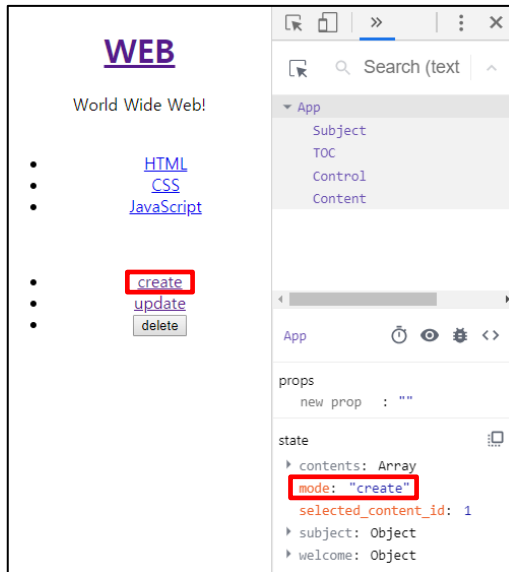 WEB
World Wide Web!
HTML
CSS
JavaScript
create
update
delete
Search (text
App
Subject
TOC
Control
Content
App
props
new prop : ""
state
contents: Array
mode: "create"
selected_content_id: 1
subject: Object
welcome: Object